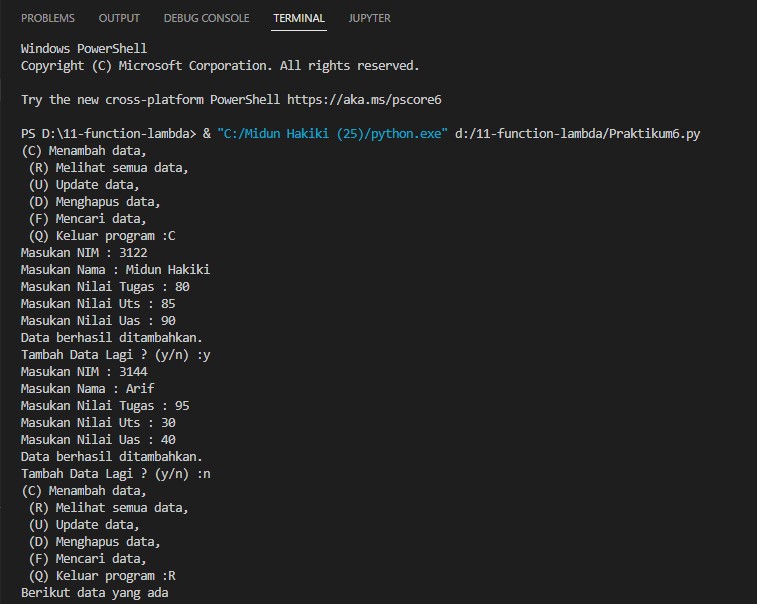 PROBLEMS OUTPUT DEBUG CONSOLE TERMINAL JUPYTER
Windows PowerShell
Copyright (C) Microsoft Corporation. All rights reserved.
Try the new cross-platform PowerShell https://aka.ms/pscore6
PS D:\11-function-lambda> & "C:/Midun Hakiki (25)/python.exe" d:/11-function-lambda/Praktikum6.py
(C) Menambah data,
(R) Melihat semua data,
(U) Update data,
(D) Menghapus data,
(F) Mencari data,
(Q) Keluar program :C
Masukan NIM : 3122
Masukan Nama : Midun Hakiki
Masukan Nilai Tugas : 80
Masukan Nilai Uts : 85
Masukan Nilai Uas : 90
Data berhasil ditambahkan.
Tambah Data Lagi ? (y/n) :y
Masukan NIM : 3144
Masukan Nama : Arif
Masukan Nilai Tugas : 95
Masukan Nilai Uts : 30
Masukan Nilai Uas : 40
Data berhasil ditambahkan.
Tambah Data Lagi ? (y/n) :n
(C) Menambah data,
(R) Melihat semua data,
(U) Update data,
(D) Menghapus data,
(F) Mencari data,
(Q) Keluar program :R
Berikut data yang ada